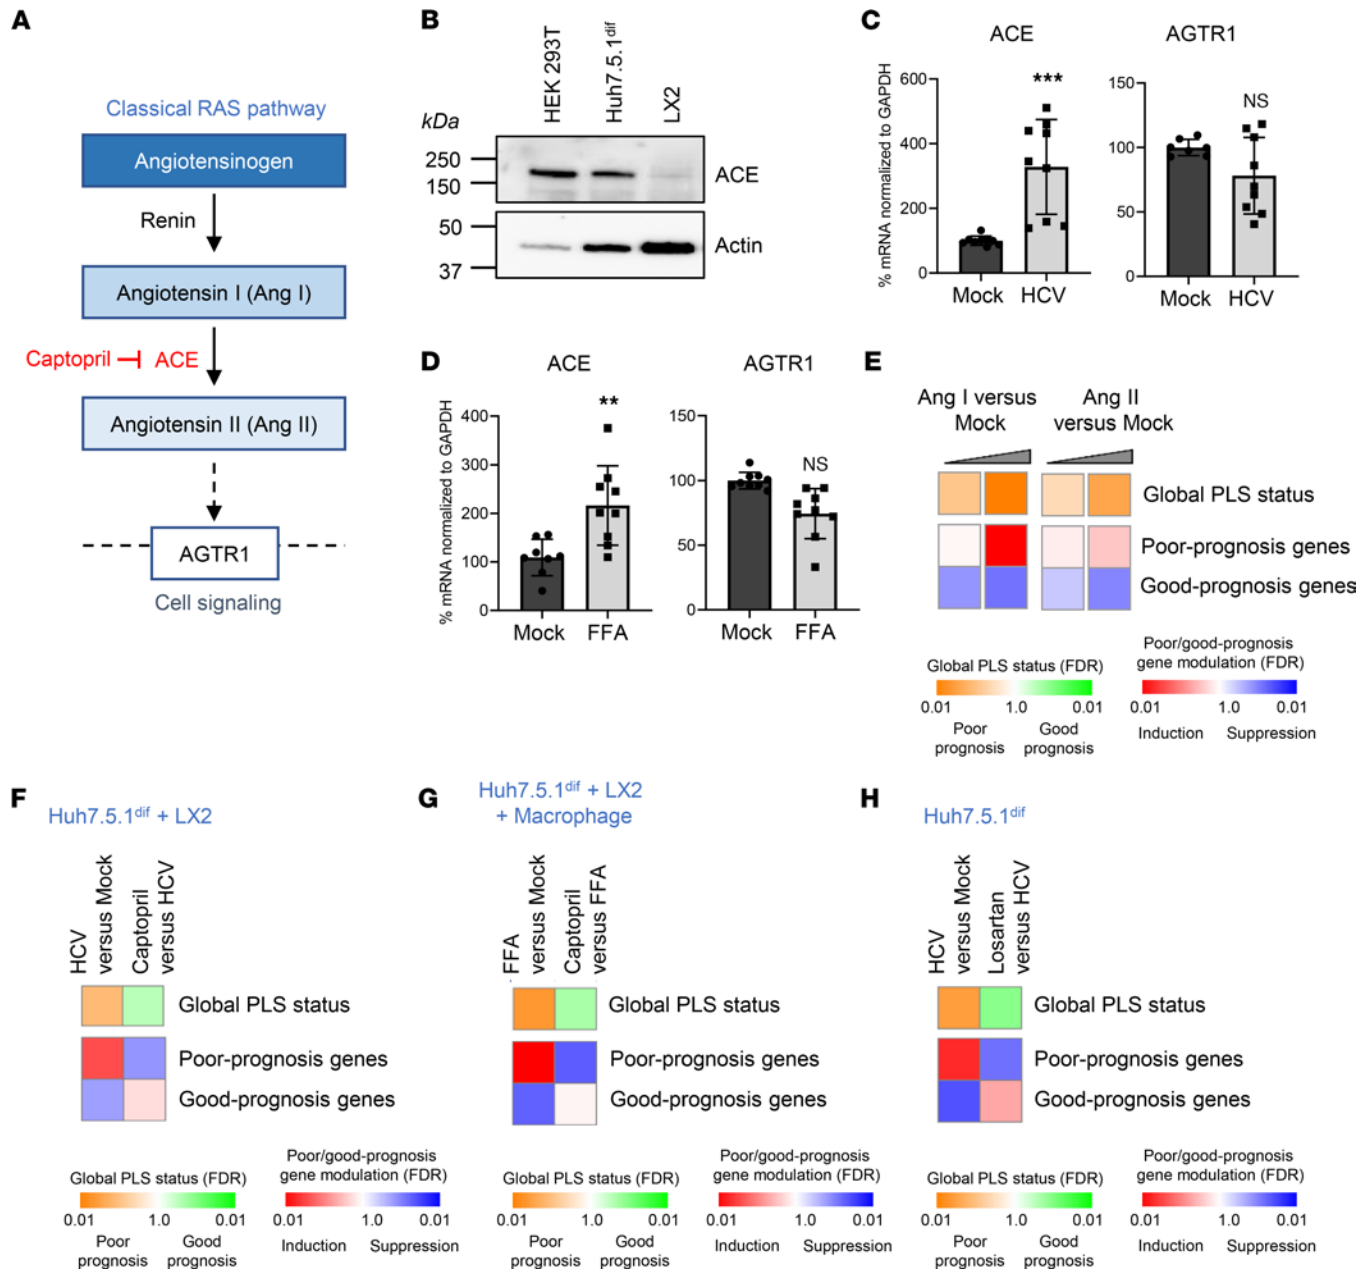 A
Classical RAS pathway
Angiotensinogen
Renin
Angiotensin I (Ang I)
Captopril
ACE
Angiotensin II (Ang II)
AGTR1
Cell signaling
B
HEK 293T
Huh7.5.1dif
LX2
kDa
250
150
ACE
50
37
Actin
C
ACE
% mRNA normalized to GAPDH
600
400
200
0
***
Mock
HCV
AGTR1
150
100
50
0
NS
Mock
HCV
D
ACE
% mRNA normalized to GAPDH
400
300
200
100
0
**
Mock
FFA
AGTR1
150
100
50
0
NS
Mock
FFA
E
Ang I versus
Mock
Ang II
versus Mock
Global PLS status
Poor-prognosis genes
Good-prognosis genes
Global PLS status (FDR)
0.01
1.0
0.01
Poor
prognosis
Good
prognosis
Poor/good-prognosis
gene modulation (FDR)
0.01
1.0
0.01
Induction
Suppression
F
Huh7.5.1dif + LX2
HCV
versus Mock
Captopril
versus HCV
Global PLS status
Poor-prognosis genes
Good-prognosis genes
Global PLS status (FDR)
0.01
1.0
0.01
Poor
prognosis
Good
prognosis
Poor/good-prognosis
gene modulation (FDR)
0.01
1.0
0.01
Induction
Suppression
G
Huh7.5.1dif + LX2
+ Macrophage
FFA
versus Mock
Captopril
versus FFA
Global PLS status
Poor-prognosis genes
Good-prognosis genes
Global PLS status (FDR)
0.01
1.0
0.01
Poor
prognosis
Good
prognosis
Poor/good-prognosis
gene modulation (FDR)
0.01
1.0
0.01
Induction
Suppression
H
Huh7.5.1dif
HCV
versus Mock
Losartan
versus HCV
Global PLS status
Poor-prognosis genes
Good-prognosis genes
Global PLS status (FDR)
0.01
1.0
0.01
Poor
prognosis
Good
prognosis
Poor/good-prognosis
gene modulation (FDR)
0.01
1.0
0.01
Induction
Suppression